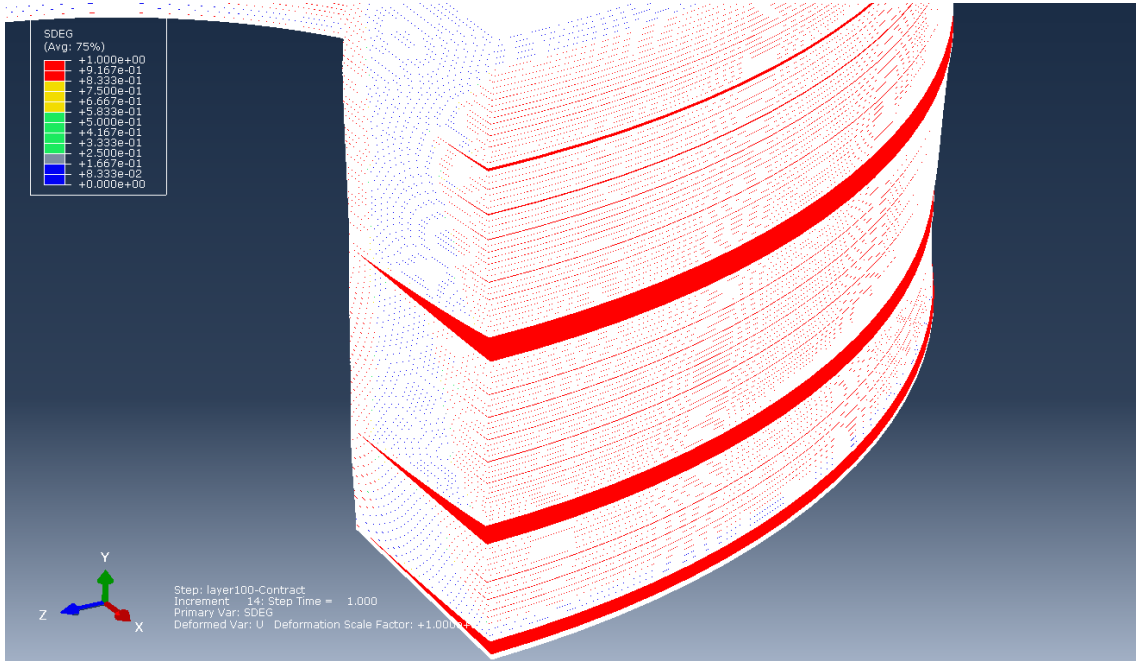 SDEG
(Avg: 75%)
+1.000e+00
+9.167e-01
+8.333e-01
+7.500e-01
+6.667e-01
+5.833e-01
+5.000e-01
+4.167e-01
+3.333e-01
+2.500e-01
+1.667e-01
+8.333e-02
+0.000e+00
Y
Z
X
Step: layer100-Contract
Increment 14: Step Time = 1.000
Primary Var: SDEG
Deformed Var: U Deformation Scale Factor: